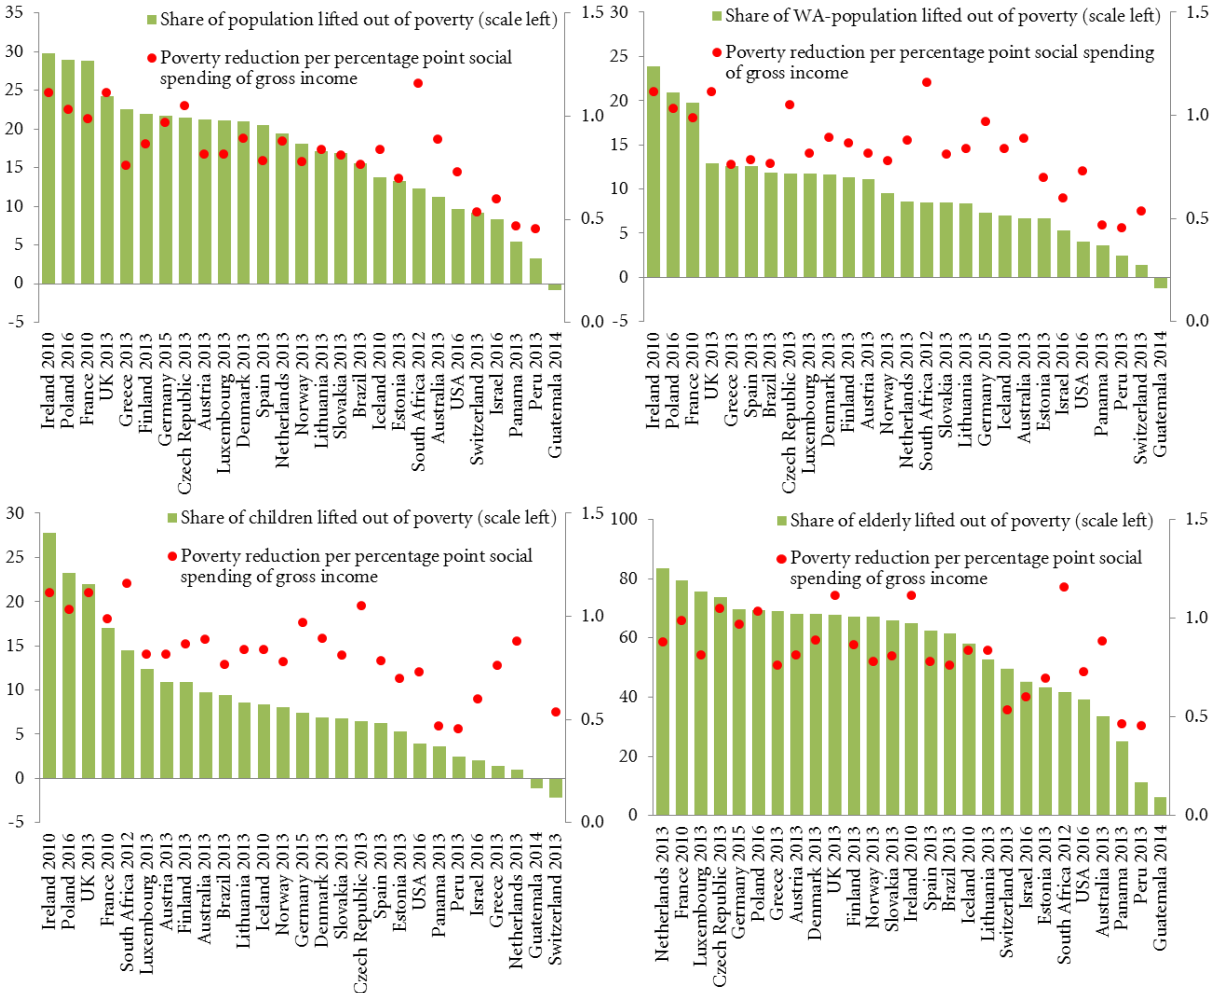 Share of population lifted out of poverty (scale left)
Poverty reduction per percentage point social
spending of gross income
35
30
25
20
15
10
5
0
-5
1.5
1.0
0.5
0.0
Ireland 2010
Poland 2016
France 2010
UK 2013
Greece 2013
Finland 2013
Germany 2015
Czech Republic 2013
Austria 2013
Luxembourg 2013
Denmark 2013
Spain 2013
Netherlands 2013
Norway 2013
Lithuania 2013
Slovakia 2013
Brazil 2013
Iceland 2010
Estonia 2013
South Africa 2012
Australia 2013
USA 2016
Switzerland 2013
Israel 2016
Panama 2013
Peru 2013
Guatemala 2014
Share of WA-population lifted out of poverty (scale left)
Poverty reduction per percentage point social spending
of gross income
30
25
20
15
10
5
0
-5
1.5
1.0
0.5
0.0
Ireland 2010
Poland 2016
France 2010
UK 2013
Greece 2013
Spain 2013
Brazil 2013
Czech Republic 2013
Luxembourg 2013
Denmark 2013
Finland 2013
Austria 2013
Norway 2013
Netherlands 2013
South Africa 2012
Slovakia 2013
Lithuania 2013
Germany 2015
Iceland 2010
Australia 2013
Estonia 2013
Israel 2016
USA 2016
Panama 2013
Peru 2013
Switzerland 2013
Guatemala 2014
Share of children lifted out of poverty (scale left)
Poverty reduction per percentage point social
spending of gross income
30
25
20
15
10
5
0
-5
1.5
1.0
0.5
0.0
Ireland 2010
Poland 2016
UK 2013
France 2010
South Africa 2012
Luxembourg 2013
Austria 2013
Finland 2013
Australia 2013
Brazil 2013
Lithuania 2013
Iceland 2010
Norway 2013
Germany 2015
Denmark 2013
Slovakia 2013
Czech Republic 2013
Spain 2013
Estonia 2013
USA 2016
Panama 2013
Peru 2013
Israel 2016
Greece 2013
Netherlands 2013
Guatemala 2014
Switzerland 2013
Share of elderly lifted out of poverty (scale left)
Poverty reduction per percentage point social
spending of gross income
100
80
60
40
20
0
1.5
1.0
0.5
0.0
Netherlands 2013
France 2010
Luxembourg 2013
Czech Republic 2013
Germany 2015
Poland 2016
Greece 2013
Austria 2013
Denmark 2013
UK 2013
Finland 2013
Norway 2013
Slovakia 2013
Ireland 2010
Spain 2013
Brazil 2013
Iceland 2010
Lithuania 2013
Switzerland 2013
Israel 2016
Estonia 2013
South Africa 2012
USA 2016
Australia 2013
Panama 2013
Peru 2013
Guatemala 2014